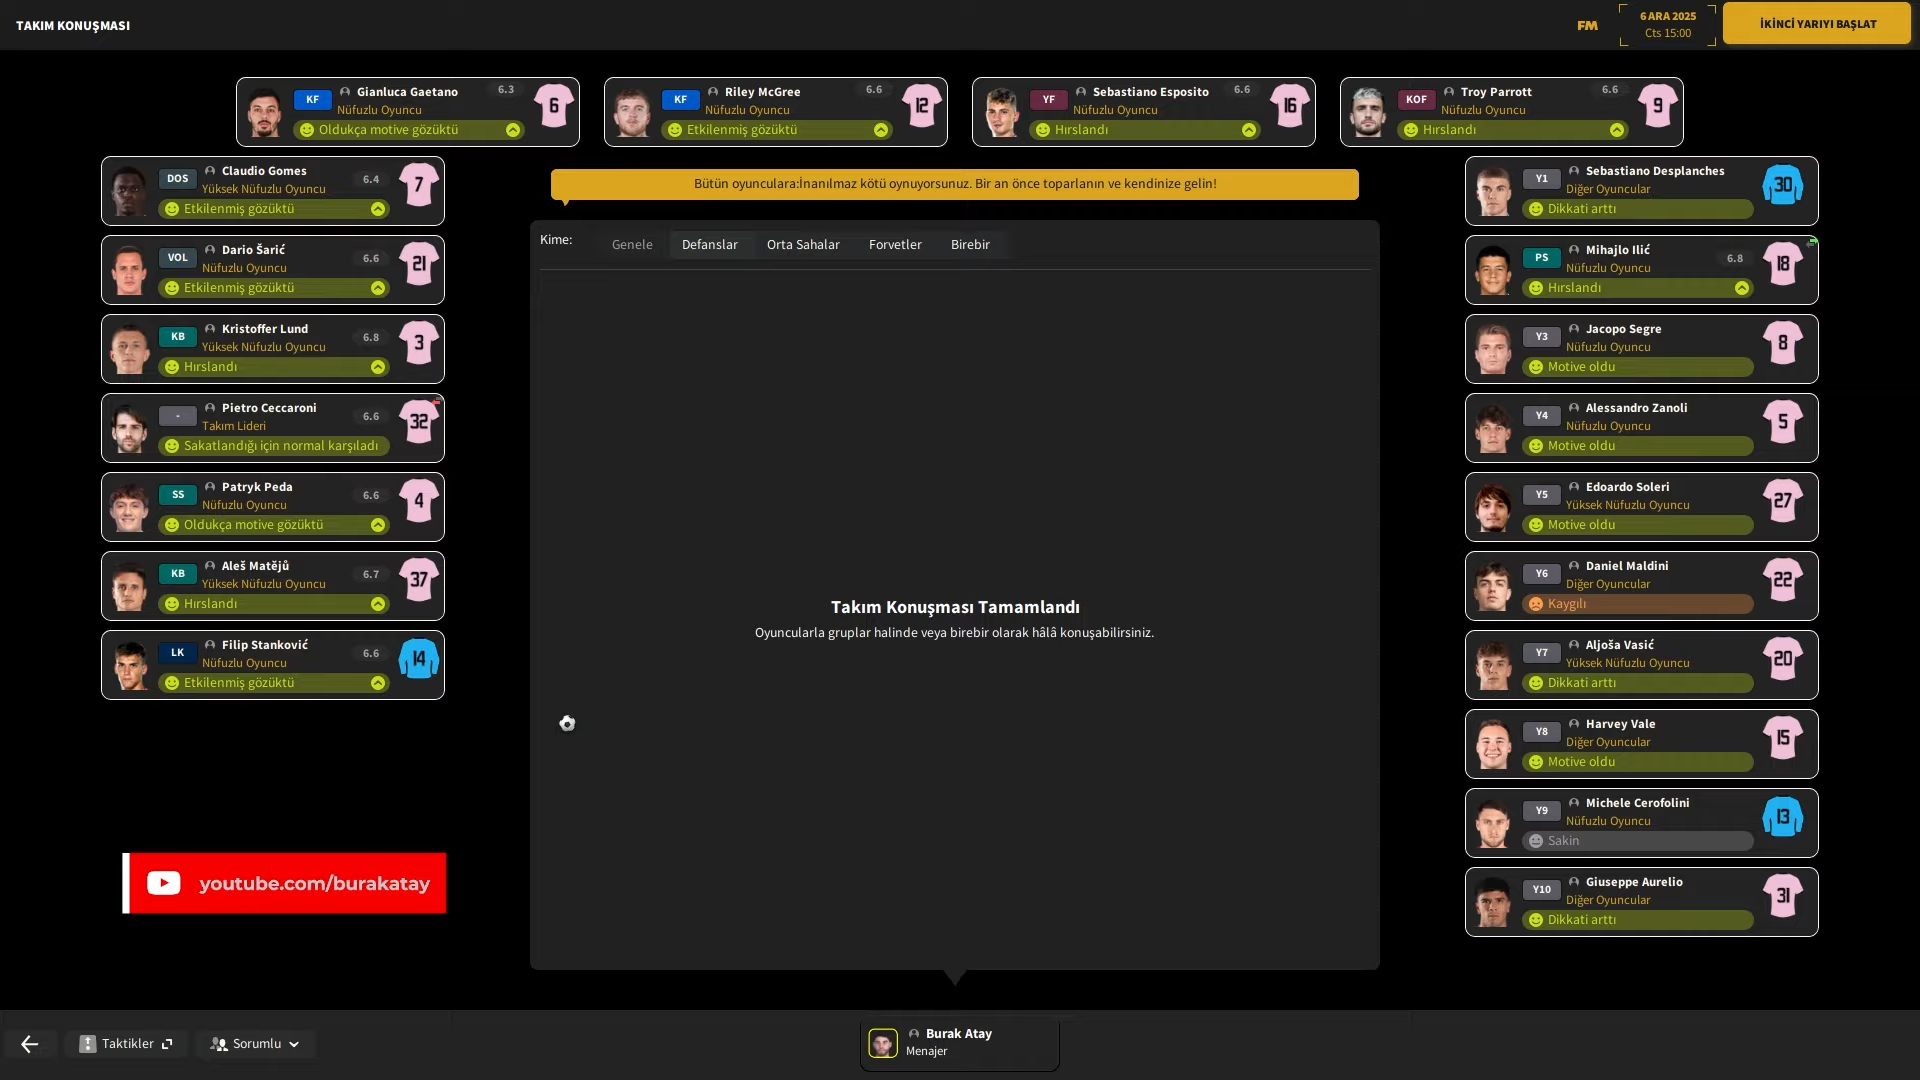 TAKIM KONUŞMASI
FM
6 ARA 2025
Cts 15:00
İKİNCİ YARIYI BAŞLAT
KF
Gianluca Gaetano
6.3
6
Nüfuzlu Oyuncu
Oldukça motive gözüktü
KF
Riley McGree
6.6
12
Nüfuzlu Oyuncu
Etkilenmiş gözüktü
YF
Sebastiano Esposito
6.6
16
Nüfuzlu Oyuncu
Hırslandı
KOF
Troy Parrott
6.6
9
Nüfuzlu Oyuncu
Hırslandı
DOS
Claudio Gomes
6.4
7
Yüksek Nüfuzlu Oyuncu
Etkilenmiş gözüktü
VOL
Dario Šarić
6.6
21
Nüfuzlu Oyuncu
Etkilenmiş gözüktü
KB
Kristoffer Lund
6.8
3
Yüksek Nüfuzlu Oyuncu
Hırslandı
-
Pietro Ceccaroni
6.6
32
Takım Lideri
Sakatlandığı için normal karşıladı
SS
Patryk Peda
6.6
4
Nüfuzlu Oyuncu
Oldukça motive gözüktü
KB
Aleš Matějů
6.7
37
Yüksek Nüfuzlu Oyuncu
Hırslandı
LK
Filip Stanković
6.6
14
Nüfuzlu Oyuncu
Etkilenmiş gözüktü
youtube.com/burakatay
Bütün oyunculara:İnanılmaz kötü oynuyorsunuz. Bir an önce toparlanın ve kendinize gelin!
Kime:
Genele
Defanslar
Orta Sahalar
Forvetler
Birebir
Takım Konuşması Tamamlandı
Oyuncularla gruplar halinde veya birebir olarak hâlâ konuşabilirsiniz.
Y1
Sebastiano Desplanches
30
Diğer Oyuncular
Dikkati arttı
PS
Mihajlo Ilić
6.8
18
Nüfuzlu Oyuncu
Hırslandı
Y3
Jacopo Segre
8
Nüfuzlu Oyuncu
Motive oldu
Y4
Alessandro Zanoli
5
Nüfuzlu Oyuncu
Motive oldu
Y5
Edoardo Soleri
27
Yüksek Nüfuzlu Oyuncu
Motive oldu
Y6
Daniel Maldini
22
Diğer Oyuncular
Kaygılı
Y7
Aljoša Vasić
20
Yüksek Nüfuzlu Oyuncu
Dikkati arttı
Y8
Harvey Vale
15
Diğer Oyuncular
Motive oldu
Y9
Michele Cerofolini
13
Nüfuzlu Oyuncu
Sakin
Y10
Giuseppe Aurelio
31
Diğer Oyuncular
Dikkati arttı
Taktikler
Sorumlu
Burak Atay
Menajer